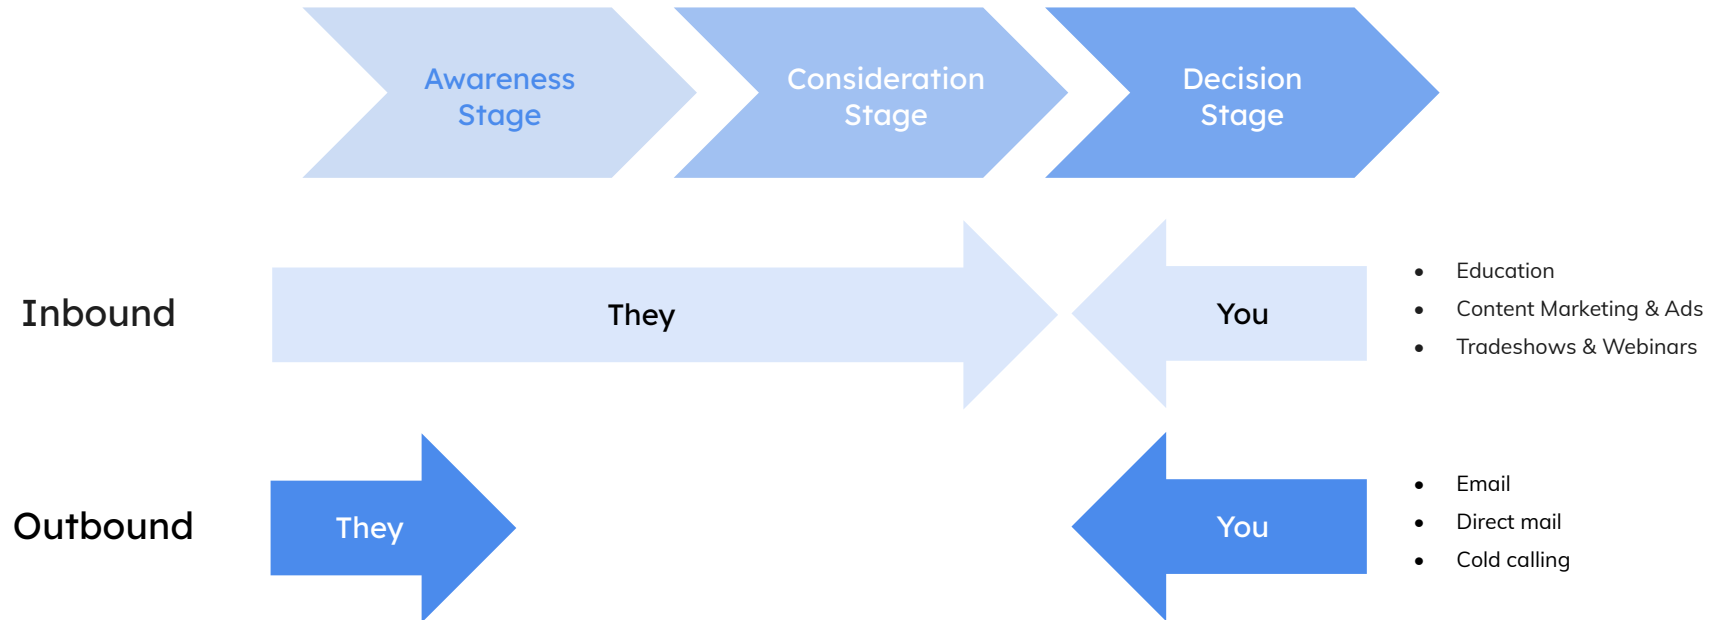 Awareness
Stage
Consideration
Stage
Decision
Stage
Inbound
They
You
• Education
• Content Marketing & Ads
• Tradeshows & Webinars
Outbound
They
You
• Email
• Direct mail
• Cold calling